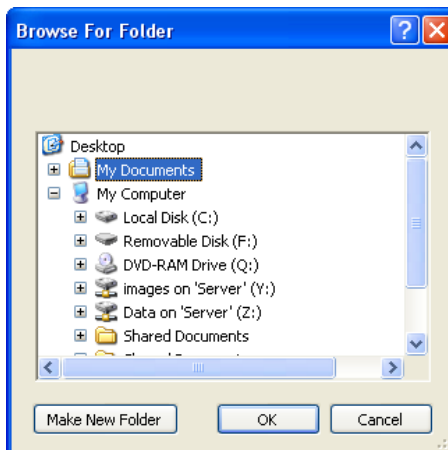 Browse For Folder
Desktop
My Documents
My Computer
Local Disk (C:)
Removable Disk (F:)
DVD-RAM Drive (Q:)
images on 'Server' (Y:)
Data on 'Server' (Z:)
Shared Documents
Make New Folder
OK
Cancel